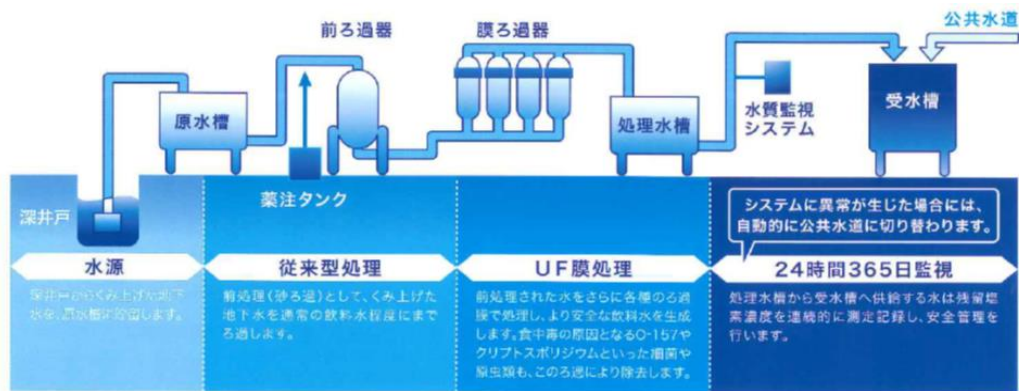 公共水道
前ろ過器
膜ろ過器
原水槽
処理水槽
水質監視
システム
受水槽
深井戸
薬注タンク
システムに異常が生じた場合には、
自動的に公共水道に切り替わります。
水源
従来型処理
UF膜処理
24時間365日監視
深井戸からくみ上げた地下
水を、原水槽に貯留します。
前処理(砂ろ過)として、くみ上げた
地下水を通常の飲料水程度にまで
ろ過します。
前処理された水をさらに各種のろ過
膜で処理し、より安全な飲料水を生成
します。食中毒の原因となるO-157や
クリプトスポリジウムといった細菌や
原虫類も、このろ過により除去します。
処理水槽から受水槽へ供給する水は残留塩
素濃度を連続的に測定記録し、安全管理を
行います。